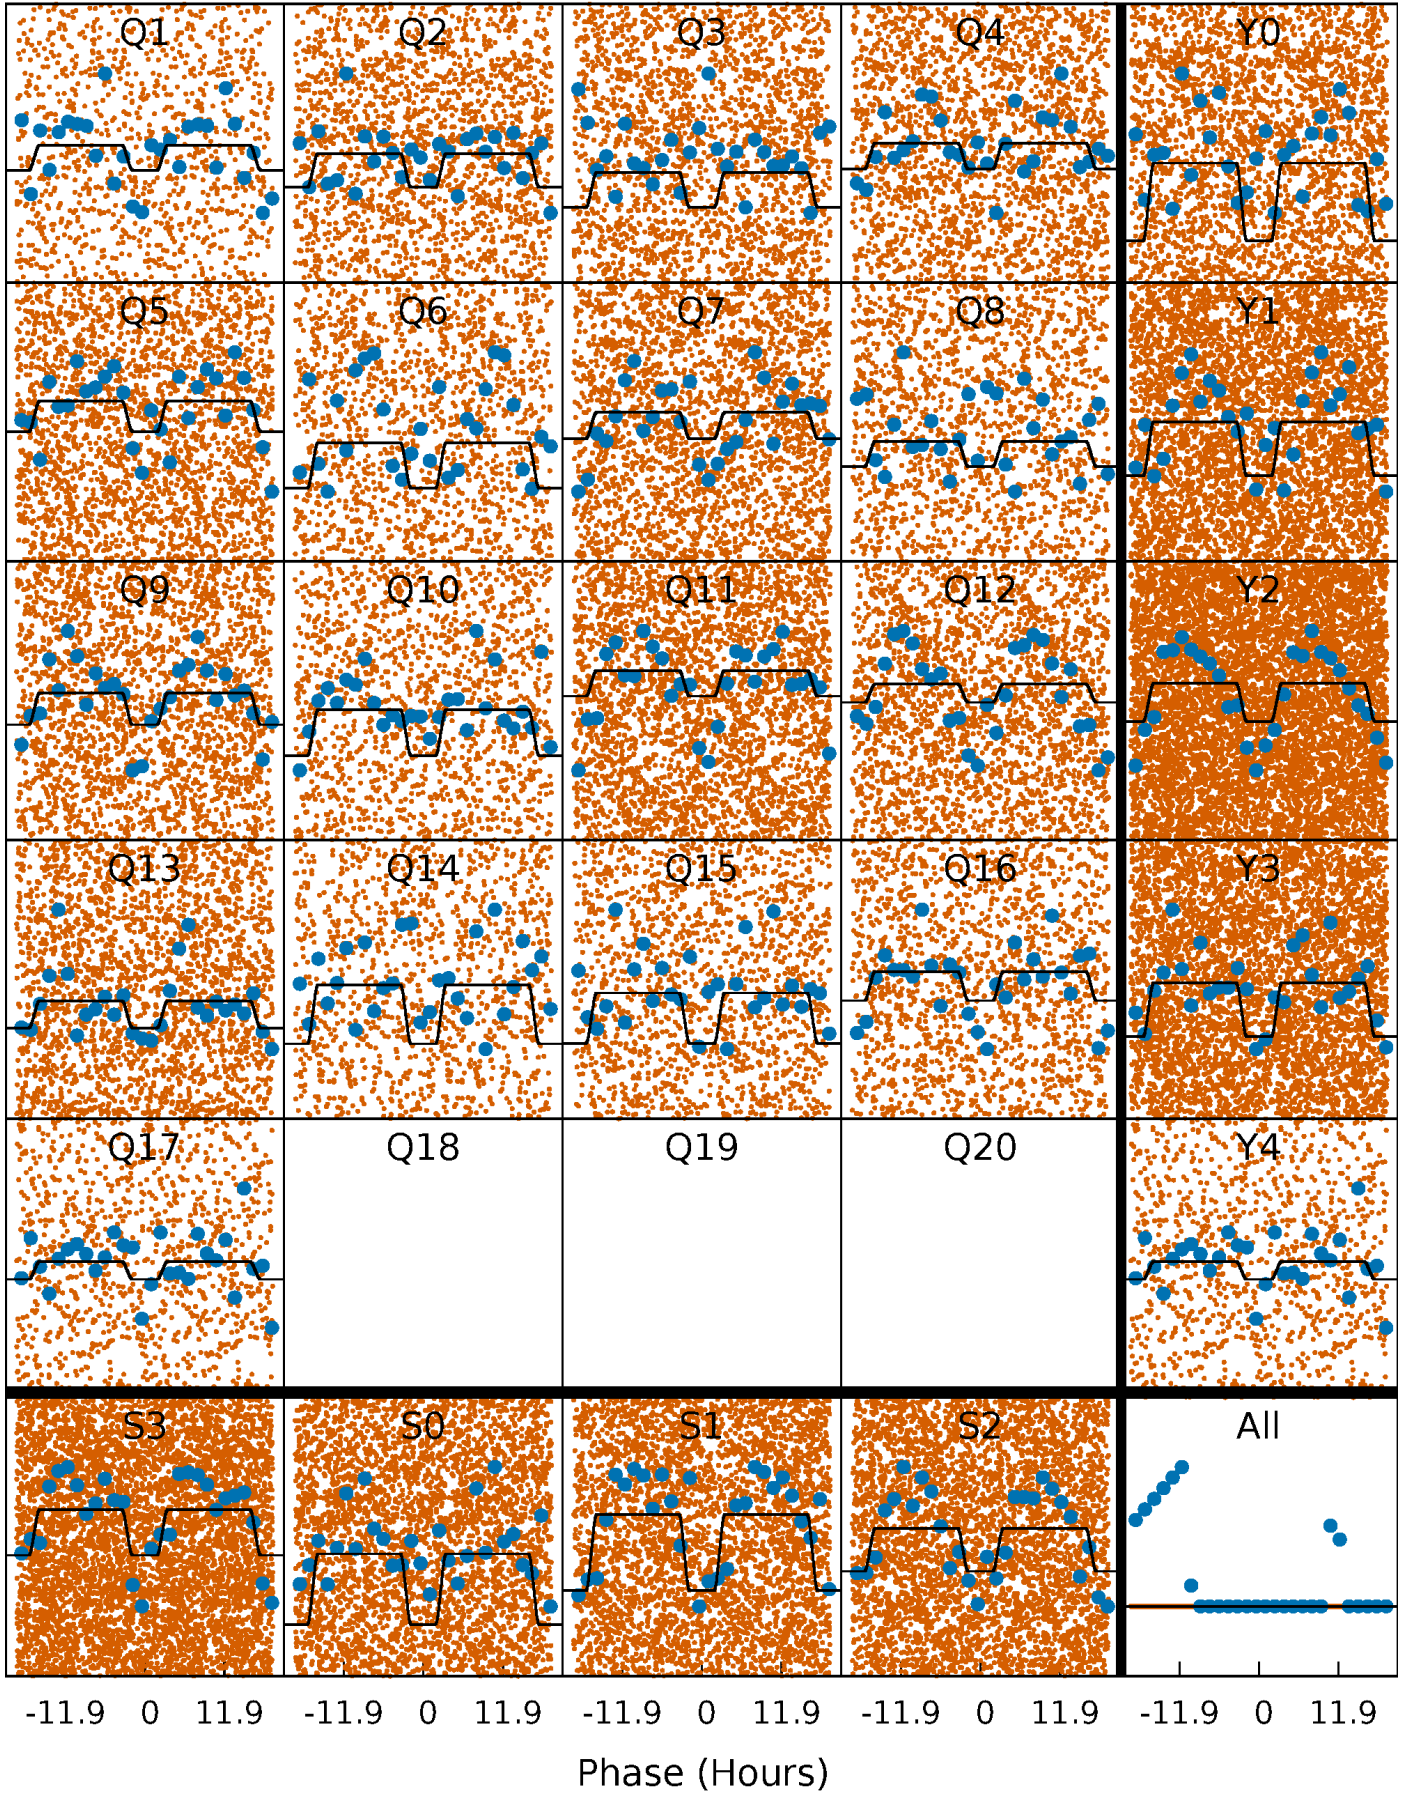 Q1 Q2 Q3 Q4 Y0
Q5 Q6 Q7 Q8 Y1
Q9 Q10 Q11 Q12 Y2
Q13 Q14 Q15 Q16 Y3
Q17 Q18 Q19 Q20 Y4
S3 S0 S1 S2 All
-11.9 0 11.9 -11.9 0 11.9 -11.9 0 11.9 -11.9 0 11.9 -11.9 0 11.9
Phase (Hours)